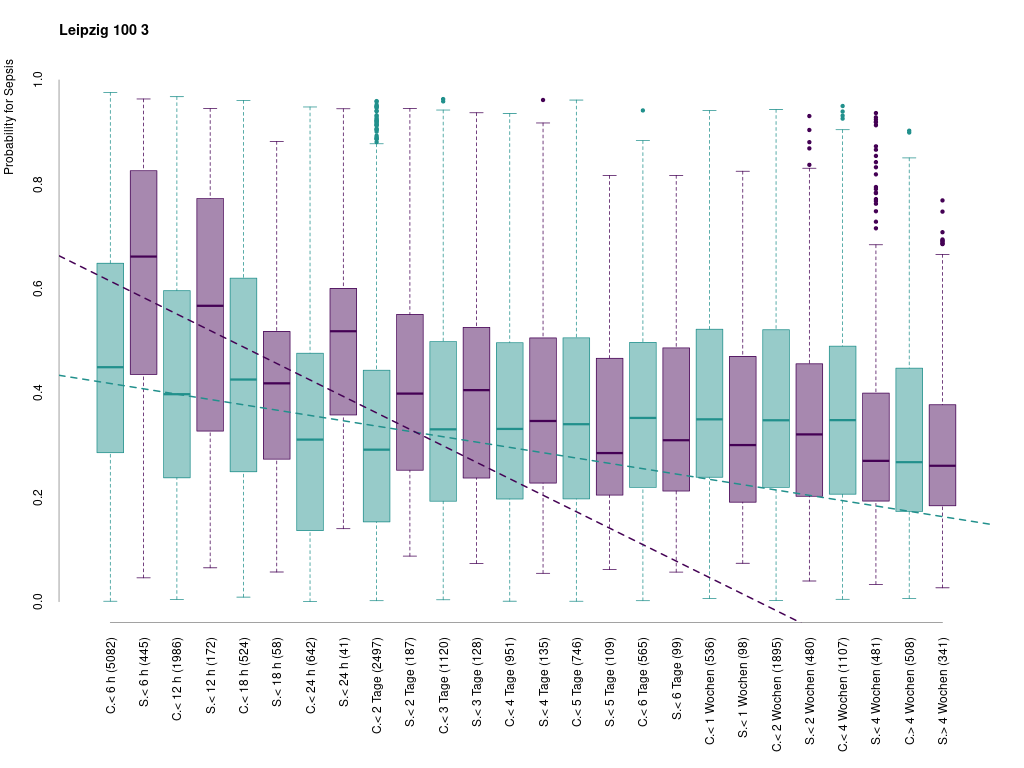 Leipzig 100 3
Probability for Sepsis
1.0
0.8
0.6
0.4
0.2
0.0
C.< 6 h (5082)
S.< 6 h (445)
C.< 12 h (1986)
S.< 12 h (172)
C.< 18 h (524)
S.< 18 h (58)
C.< 24 h (642)
S.< 24 h (41)
C.< 2 Tage (2497)
S.< 2 Tage (187)
C.< 3 Tage (1120)
S.< 3 Tage (128)
C.< 4 Tage (951)
S.< 4 Tage (135)
C.< 5 Tage (746)
S.< 5 Tage (109)
C.< 6 Tage (565)
S.< 6 Tage (99)
C.< 1 Wochen (536)
S.< 1 Wochen (98)
C.< 2 Wochen (1895)
S.< 2 Wochen (480)
C.< 4 Wochen (1107)
S.< 4 Wochen (481)
C.> 4 Wochen (508)
S.> 4 Wochen (341)